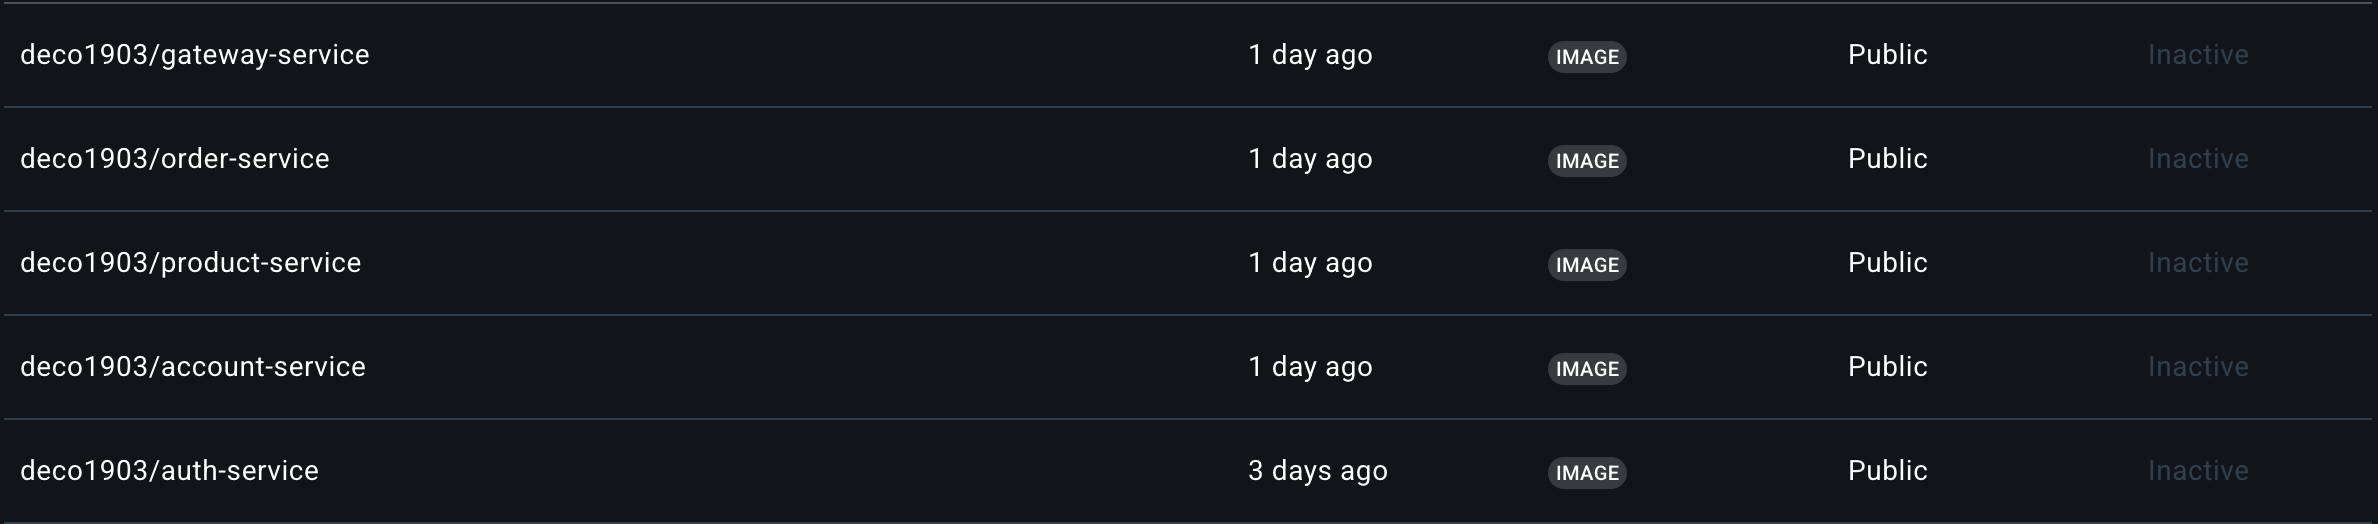 deco1903/gateway-service 1 day ago IMAGE Public Inactive
deco1903/order-service 1 day ago IMAGE Public Inactive
deco1903/product-service 1 day ago IMAGE Public Inactive
deco1903/account-service 1 day ago IMAGE Public Inactive
deco1903/auth-service 3 days ago IMAGE Public Inactive